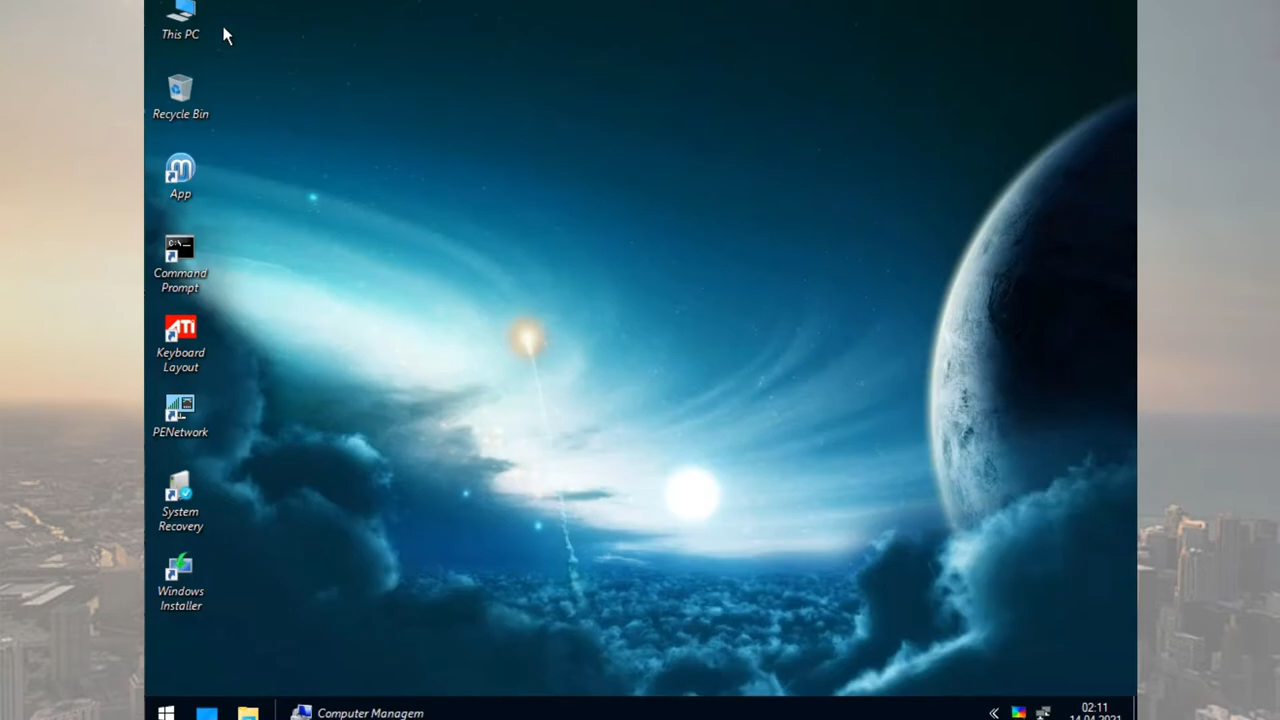 This PC
Recycle Bin
App
C:\
Command
Prompt
ATI
Keyboard
Layout
PENetwork
System
Recovery
Windows
Installer
Computer Managem
02:11
14.04.2021